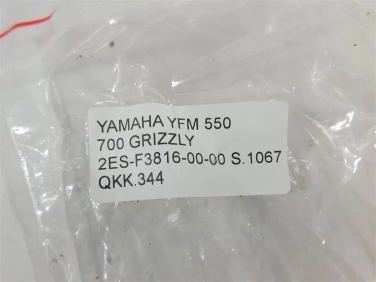 YAMAHA YFM 550
700 GRIZZLY
2ES-F3816-00-00 S.1067
QKK.344